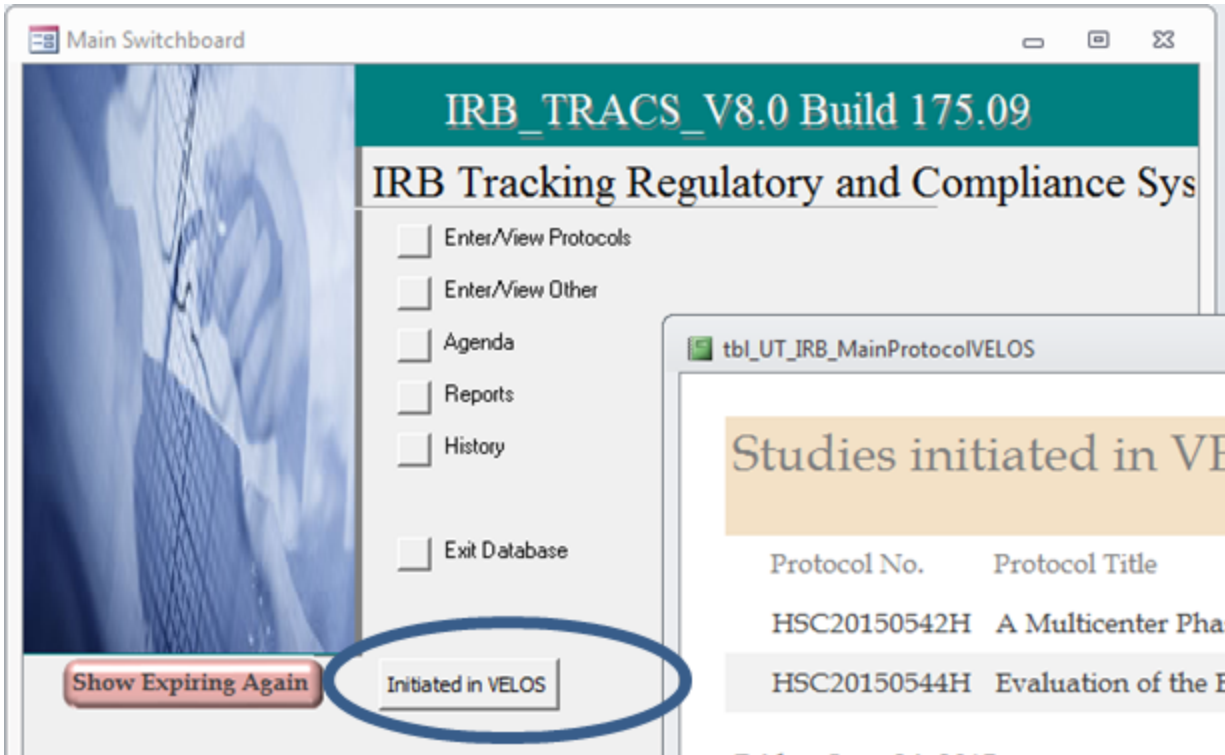 Main Switchboard
IRB_TRACS_V8.0 Build 175.09
IRB Tracking Regulatory and Compliance Sys
Enter/View Protocols
Enter/View Other
Agenda
Reports
History
Exit Database
Show Expiring Again
Initiated in VELOS
tbl_UT_IRB_MainProtocolVELOS
Studies initiated in VE
Protocol No. Protocol Title
HSC20150542H A Multicenter Pha
HSC20150544H Evaluation of the E